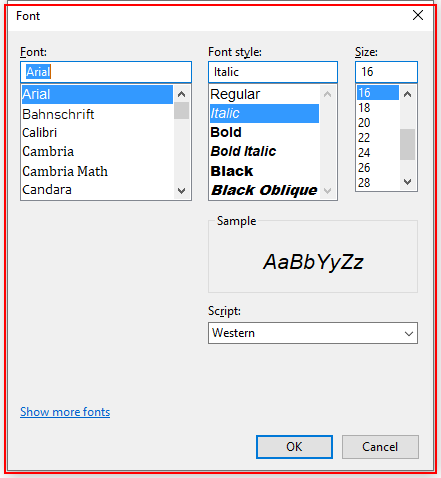 Font
Font:
Font style:
Size:
Arial
Italic
16
Arial
Bahnschrift
Calibri
Cambria
Cambria Math
Candara
Regular
Italic
Bold
Bold Italic
Black
Black Oblique
16
18
20
22
24
26
28
Sample
AaBbYyZz
Script:
Western
Show more fonts
OK
Cancel